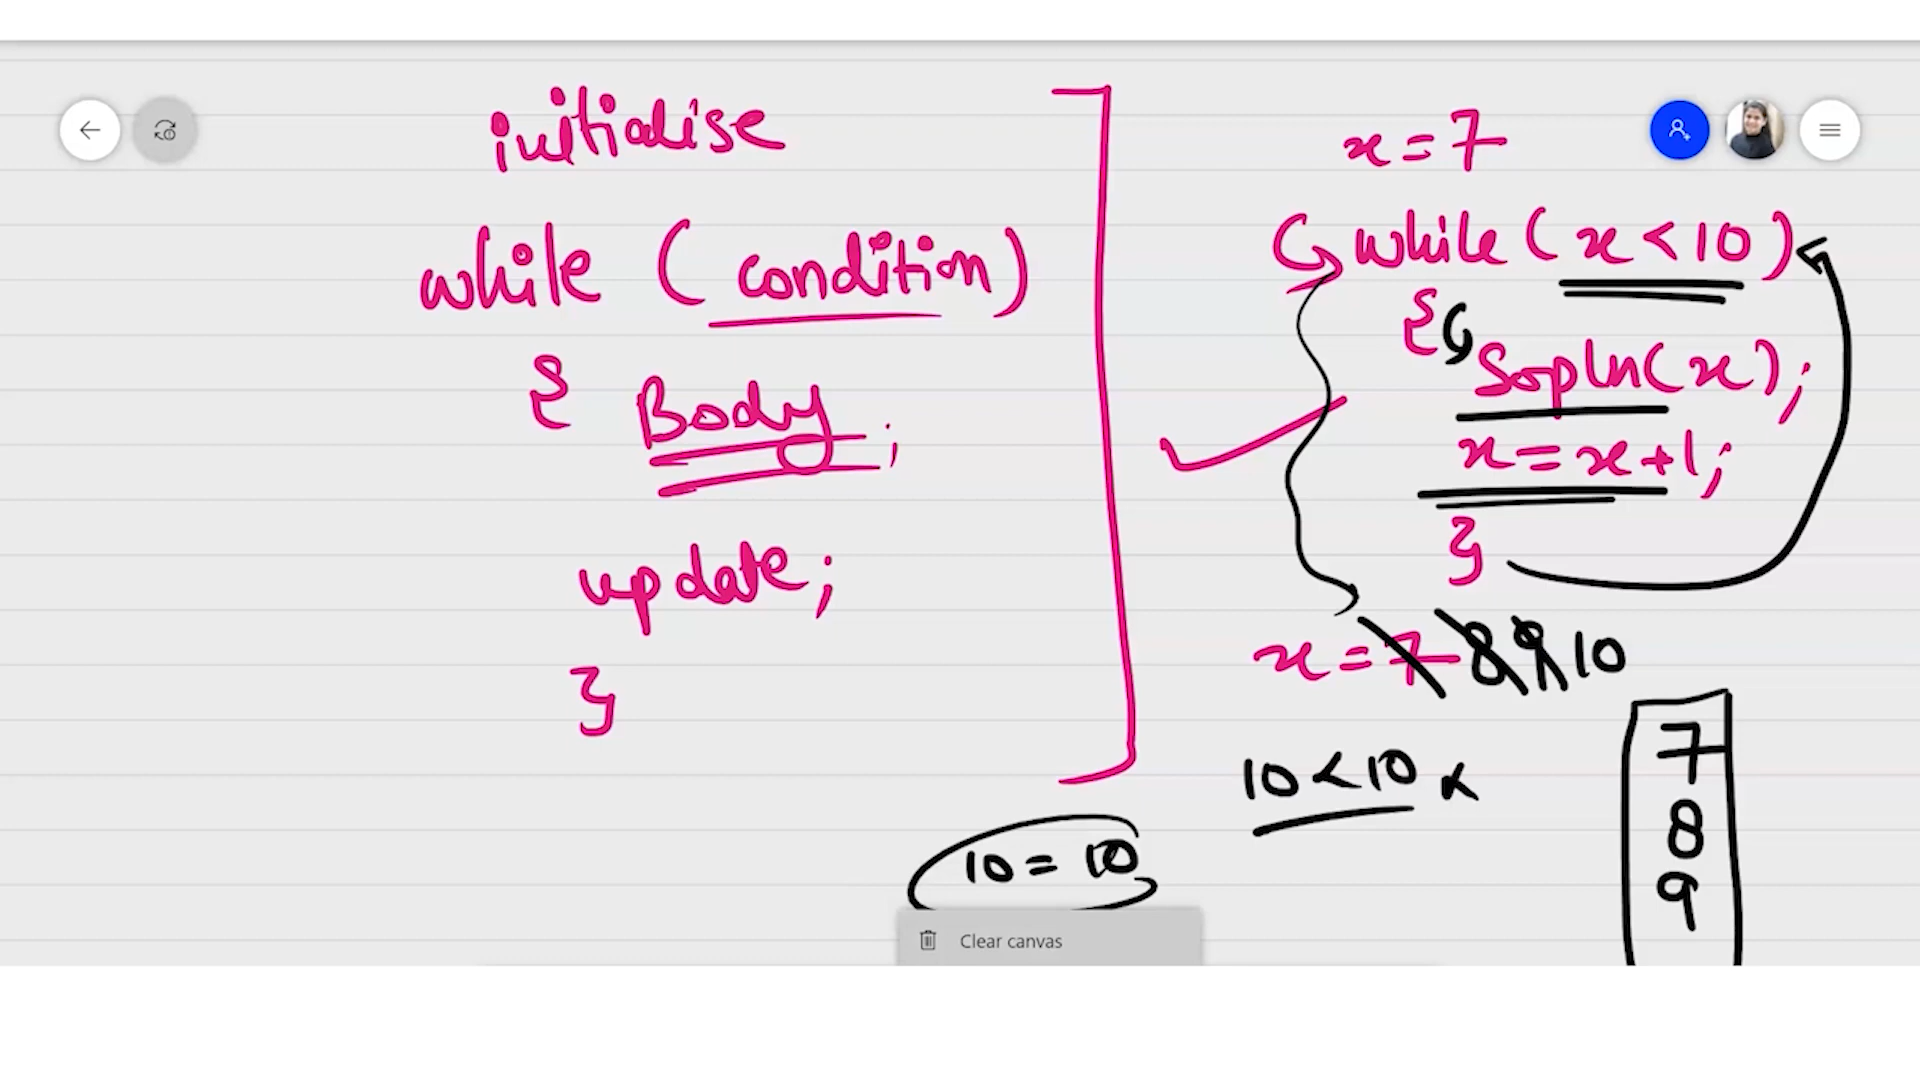 initialise
while (condition)
{ Body ;
update;
}
x=7
while (x<10)
{
Sopln(x);
x=x+1;
}
x=7 8 9 10
10<10 x
10=10
7
8
9
Clear canvas